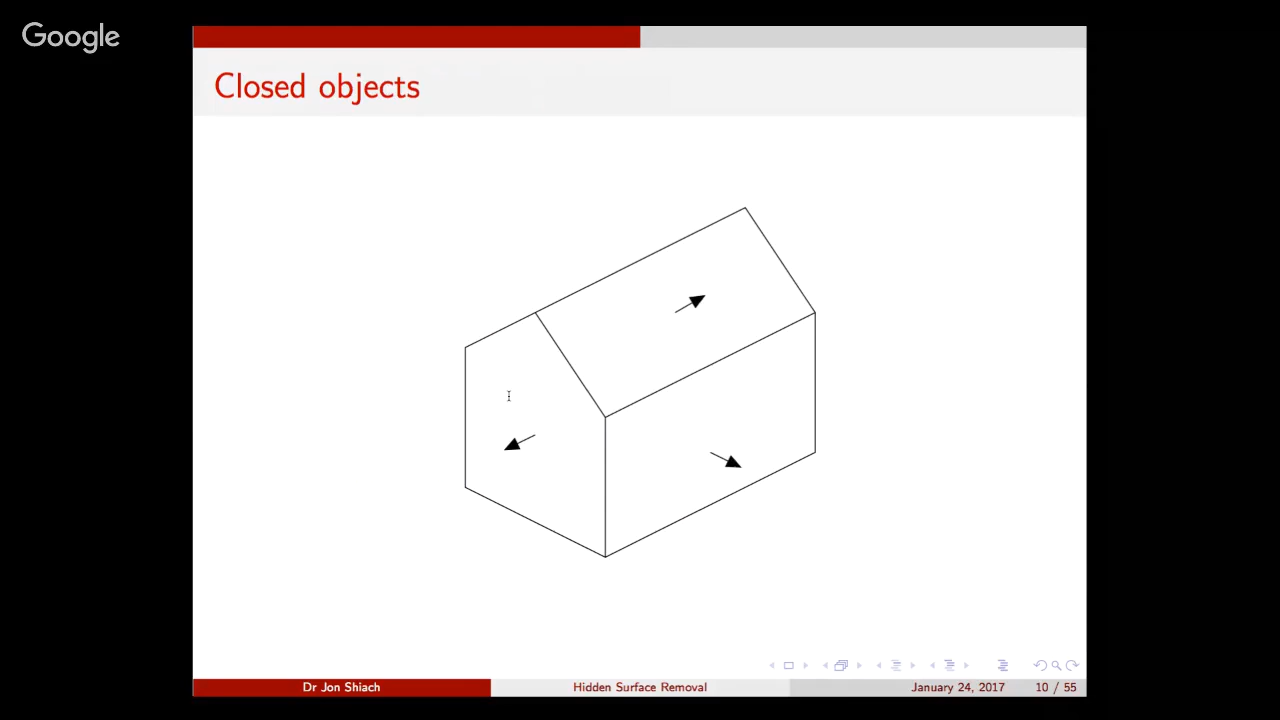 Google
Closed objects
Dr Jon Shiach
Hidden Surface Removal
January 24, 2017
10 / 55